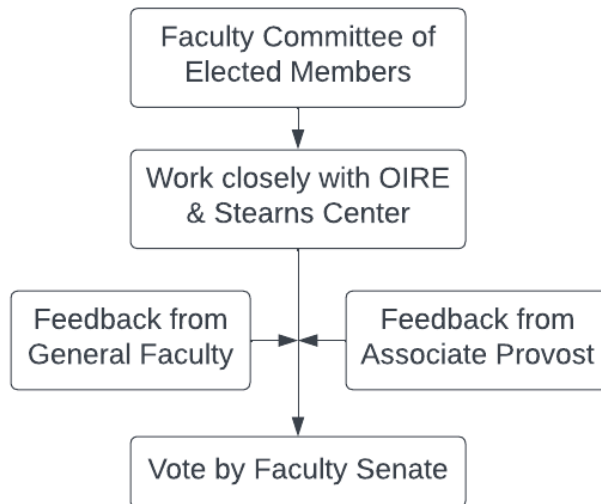 Faculty Committee of
Elected Members
Work closely with OIRE
& Stearns Center
Feedback from
General Faculty
Feedback from
Associate Provost
Vote by Faculty Senate